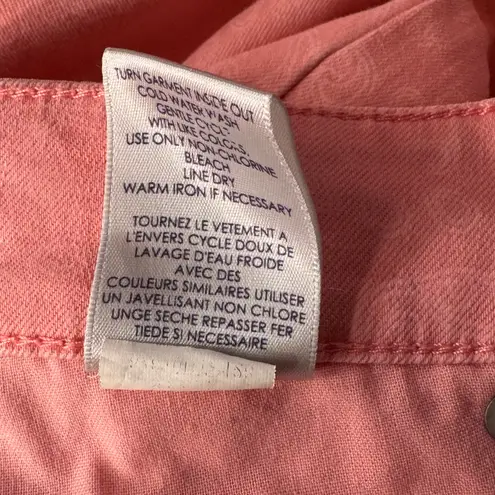 TURN GARMENT INSIDE OUT
COLD WATER WASH
GENTLE CYCLE
WITH LIKE COLORS,
USE ONLY NON-CHLORINE
BLEACH
LINE DRY
WARM IRON IF NECESSARY
TOURNEZ LE VETEMENT A
L'ENVERS CYCLE DOUX DE
LAVAGE D'EAU FROIDE
AVEC DES
COULEURS SIMILAIRES UTILISER
UN JAVELLISANT NON CHLORE
UNGE SECHE REPASSER FER
TIEDE SI NECESSAIRE